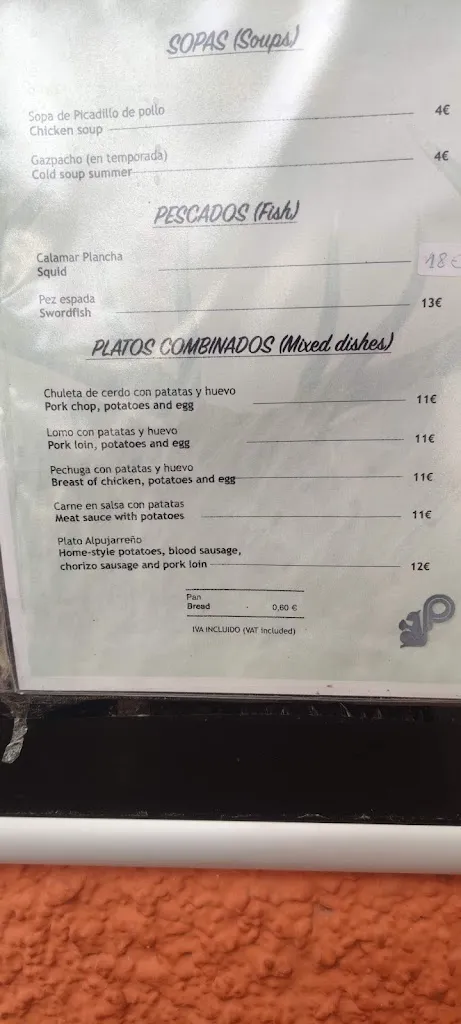 SOPAS (Soups)
Sopa de Picadillo de pollo
Chicken soup 4€
Gazpacho (en temporada)
Cold soup summer 4€
PESCADOS (Fish)
Calamar Plancha
Squid 18€
Pez espada
Swordfish 13€
PLATOS COMBINADOS (Mixed dishes)
Chuleta de cerdo con patatas y huevo
Pork chop, potatoes and egg 11€
Lomo con patatas y huevo
Pork loin, potatoes and egg 11€
Pechuga con patatas y huevo
Breast of chicken, potatoes and egg 11€
Carne en salsa con patatas
Meat sauce with potatoes 11€
Plato Alpujarreño
Home-style potatoes, blood sausage,
chorizo sausage and pork loin 12€
Pan
Bread 0,60 €
IVA INCLUIDO (VAT Included)
P